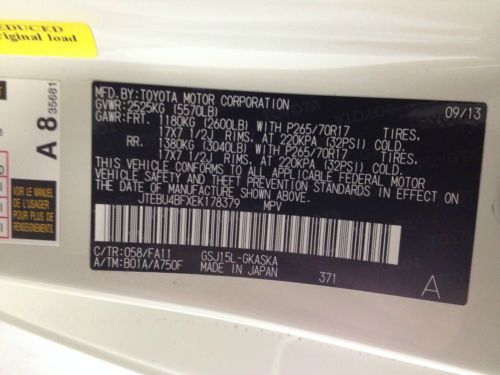 EDUCED
riginal load
A 8 35681
VOIR LE MANUEL
DE L'USAGER
POUR PLUS DE
MFD.BY:TOYOTA MOTOR CORPORATION 09/13
GVWR:2525KG (5570LB)
GAWR:FRT. 1180KG (2600LB) WITH P265/70R17 TIRES.
17X7 1/2J RIMS. AT 220KPA (32PSI) COLD.
RR. 1380KG (3040LB) WITH P265/70R17 TIRES.
17X7 1/2J RIMS. AT 220KPA (32PSI) COLD.
THIS VEHICLE CONFORMS TO ALL APPLICABLE FEDERAL MOTOR
VEHICLE SAFETY AND THEFT PREVENTION STANDARDS IN EFFECT ON
THE DATE OF MANUFACTURE SHOWN ABOVE.
JTEBU4BFXEK178379 MPV
C/TR:058/FA11 GSJ15L-GKASKA
A/TM:B01A/A750F MADE IN JAPAN 371
A